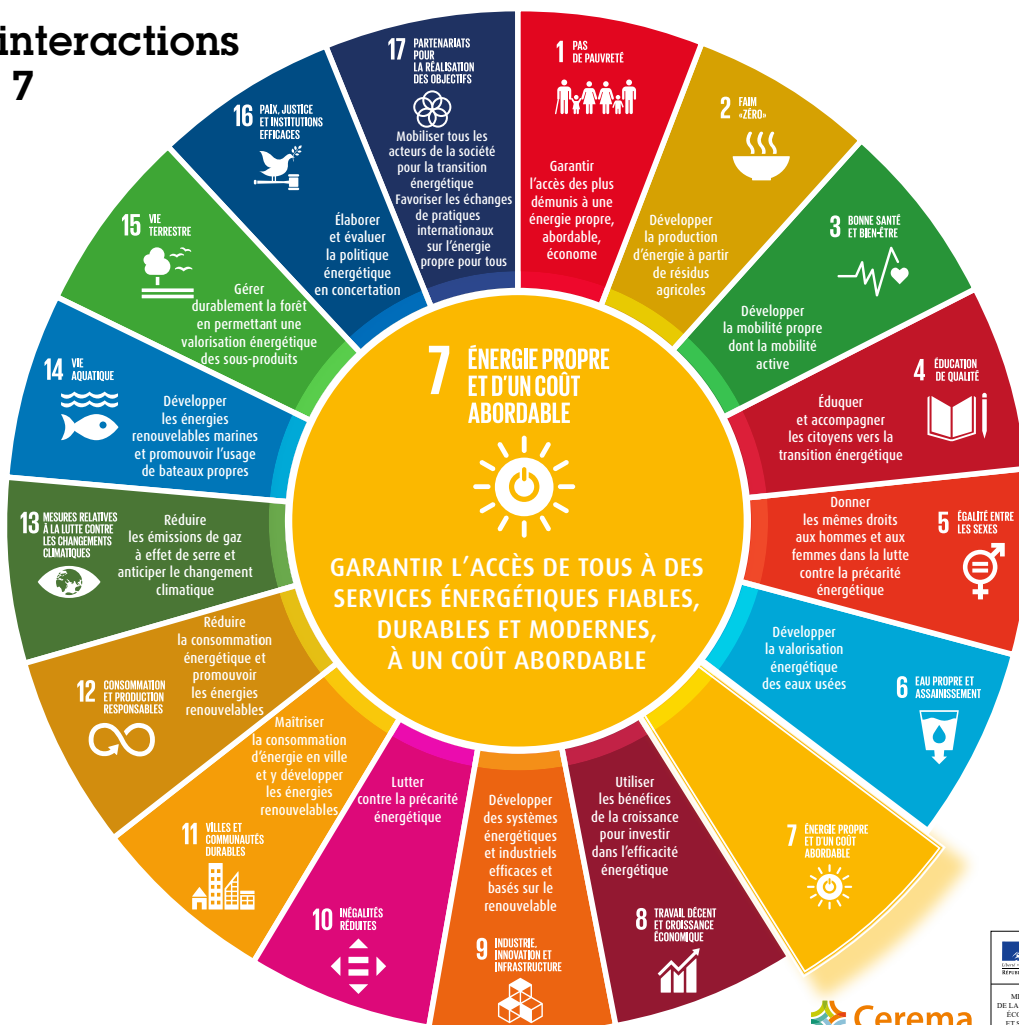 interactions
7
1 PAS
DE PAUVRETÉ
Garantir
l'accès des plus
démunis à une
énergie propre,
abordable,
économe
2 FAIM
«ZÉRO»
Développer
la production
d'énergie à partir
de résidus
agricoles
3 BONNE SANTÉ
ET BIEN-ÊTRE
Développer
la mobilité propre
dont la mobilité
active
4 ÉDUCATION
DE QUALITÉ
Éduquer
et accompagner
les citoyens vers la
transition énergétique
5 ÉGALITÉ ENTRE
LES SEXES
Donner
les mêmes droits
aux hommes et aux
femmes dans la lutte
contre la précarité
énergétique
6 EAU PROPRE ET
ASSAINISSEMENT
Développer
la valorisation
énergétique
des eaux usées
7 ÉNERGIE PROPRE
ET D'UN COÛT
ABORDABLE
8 TRAVAIL DÉCENT
ET CROISSANCE
ÉCONOMIQUE
Utiliser
les bénéfices
de la croissance
pour investir
dans l'efficacité
énergétique
9 INDUSTRIE,
INNOVATION ET
INFRASTRUCTURE
Développer
des systèmes
énergétiques
et industriels
efficaces et
basés sur le
renouvelable
10 INÉGALITÉS
RÉDUITES
Lutter
contre la précarité
énergétique
11 VILLES ET
COMMUNAUTÉS
DURABLES
Maîtriser
la consommation
d'énergie en ville
et y développer
les énergies
renouvelables
12 CONSOMMATION
ET PRODUCTION
RESPONSABLES
Réduire
la consommation
énergétique et
promouvoir
les énergies
renouvelables
13 MESURES RELATIVES
À LA LUTTE CONTRE
LES CHANGEMENTS
CLIMATIQUES
Réduire
les émissions de gaz
à effet de serre et
anticiper le changement
climatique
14 VIE
AQUATIQUE
Développer
les énergies
renouvelables marines
et promouvoir l'usage
de bateaux propres
15 VIE
TERRESTRE
Gérer
durablement la forêt
en permettant une
valorisation énergétique
des sous-produits
16 PAIX, JUSTICE
ET INSTITUTIONS
EFFICACES
Élaborer
et évaluer
la politique
énergétique
en concertation
17 PARTENARIATS
POUR
LA RÉALISATION
DES OBJECTIFS
Mobiliser tous les
acteurs de la société
pour la transition
énergétique
Favoriser les échanges
de pratiques
internationaux
sur l'énergie
propre pour tous
7 ÉNERGIE PROPRE
ET D'UN COÛT
ABORDABLE
GARANTIR L'ACCÈS DE TOUS À DES
SERVICES ÉNERGÉTIQUES FIABLES,
DURABLES ET MODERNES,
À UN COÛT ABORDABLE
Cerema
DE LA